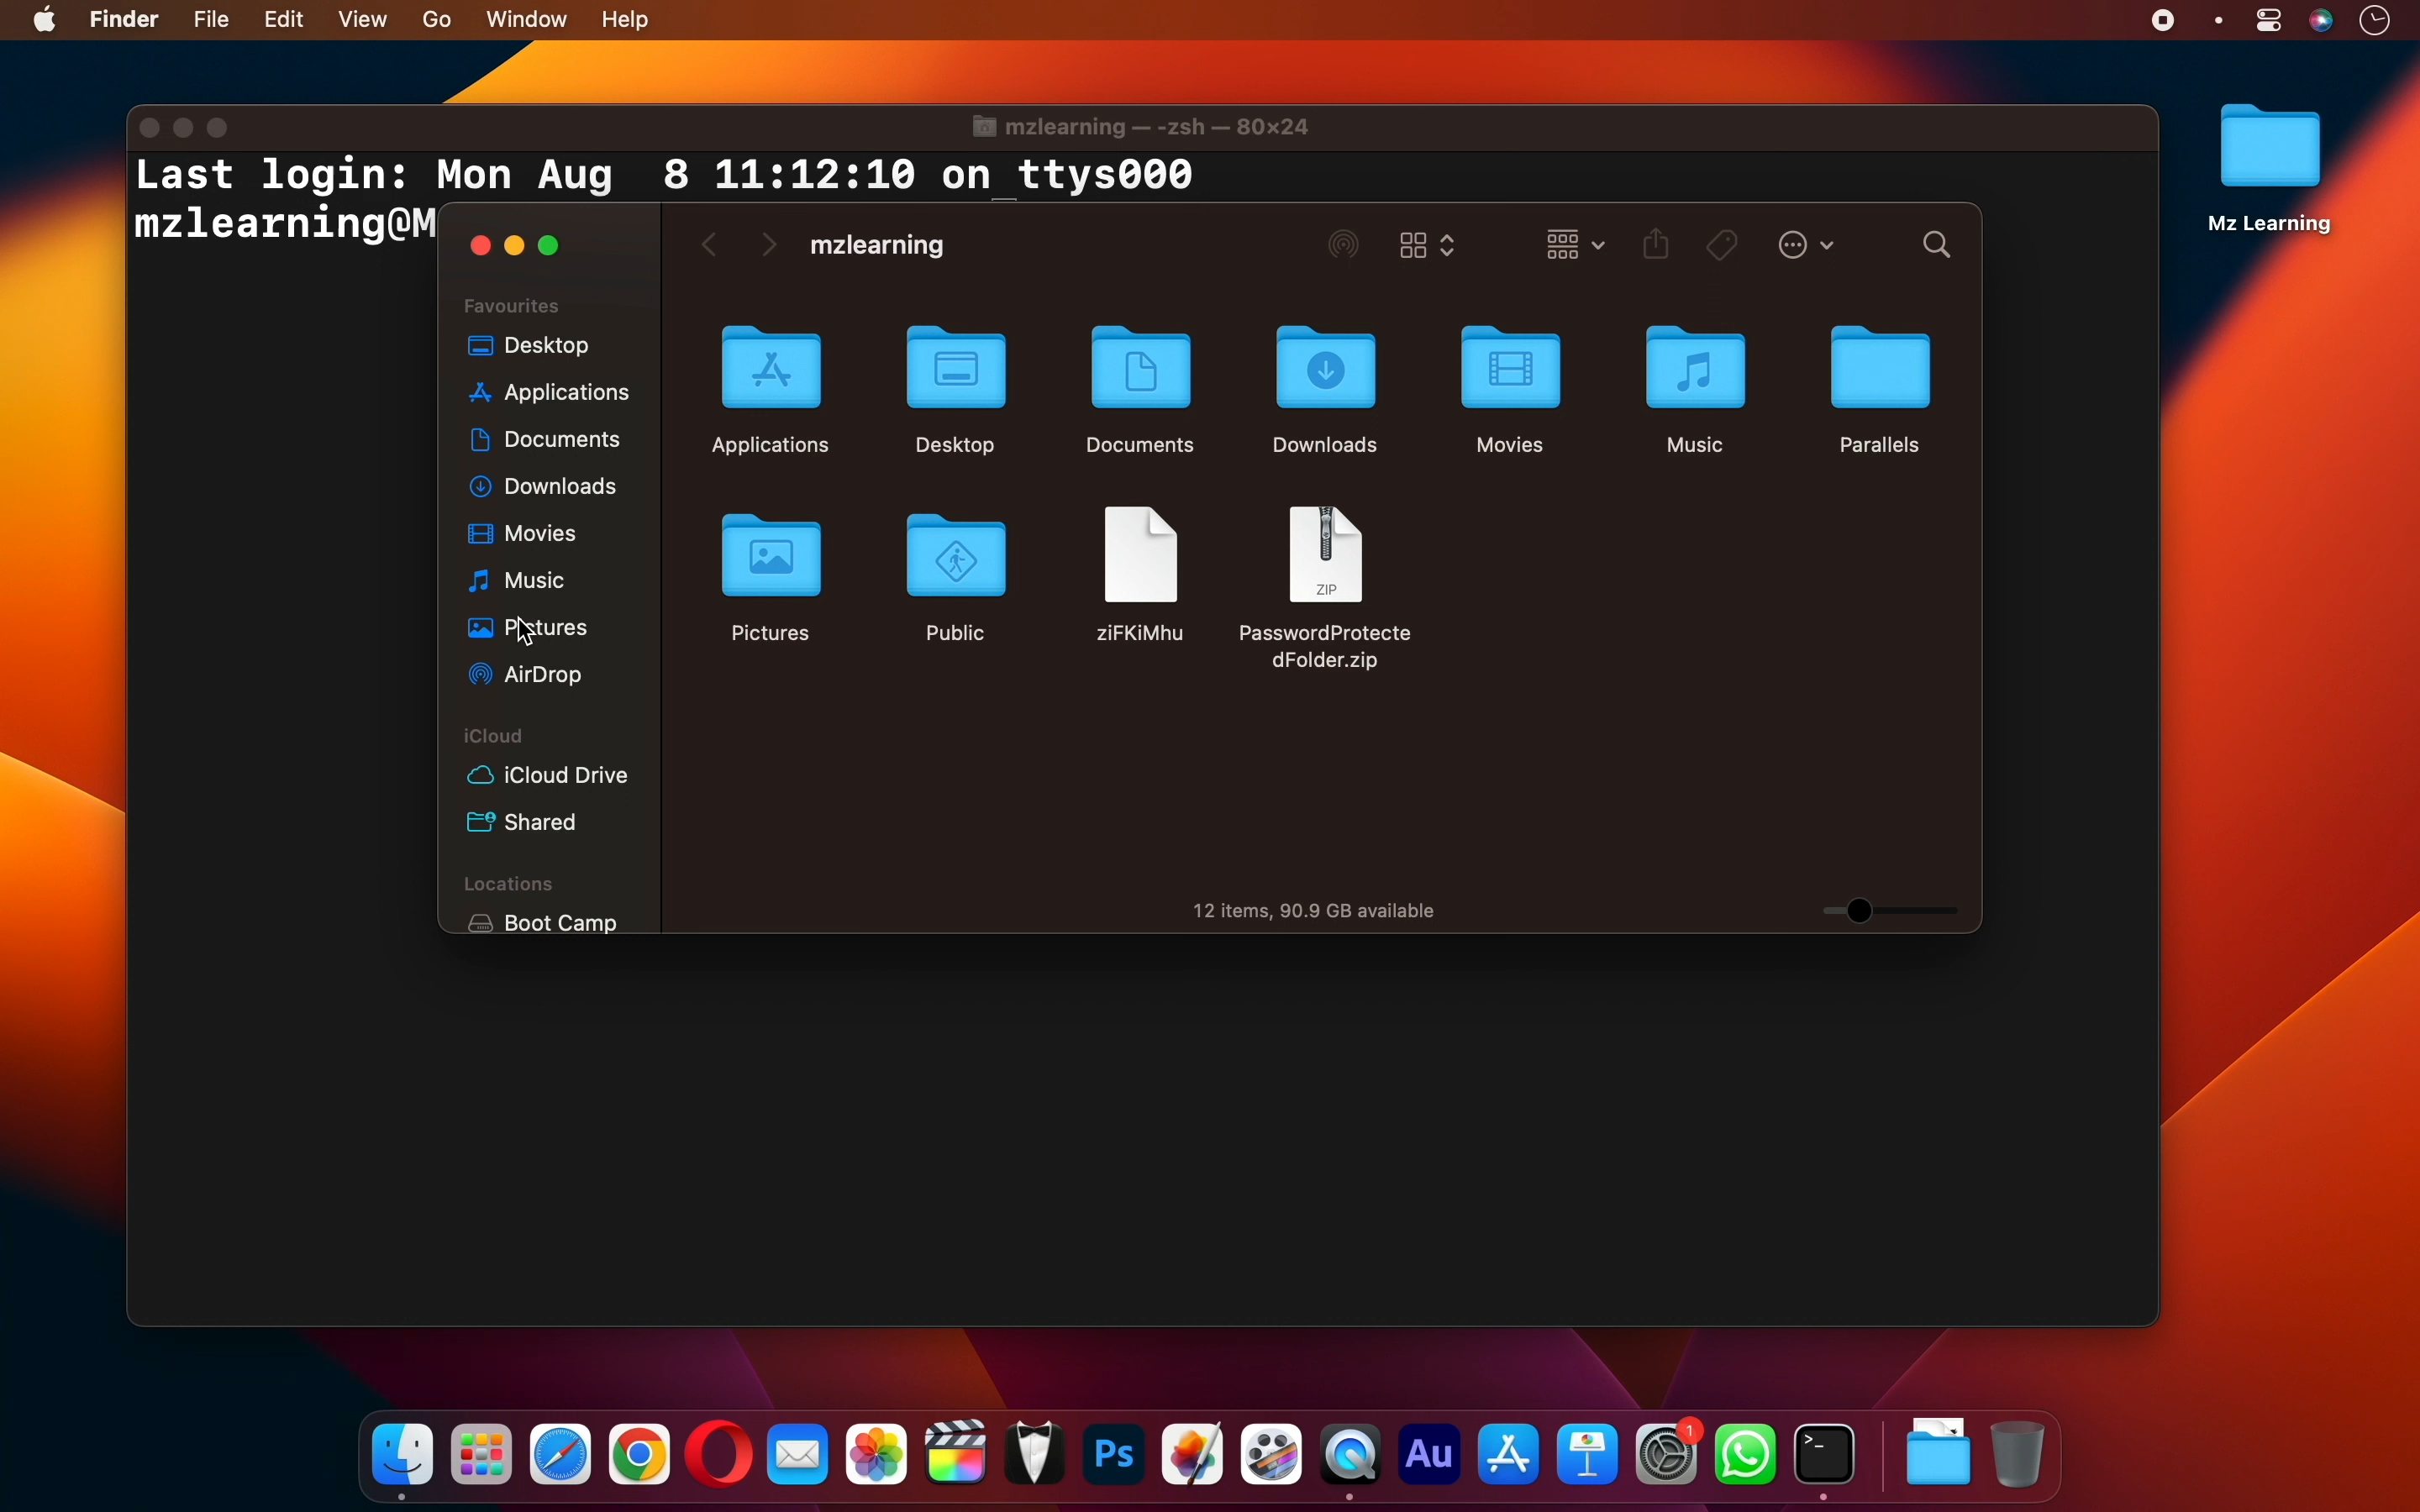 Finder File Edit View Go Window Help
mzlearning — -zsh — 80×24
Last login: Mon Aug  8 11:12:10 on ttys000
mzlearning@M
Mz Learning
mzlearning
Favourites
Desktop
Applications
Documents
Downloads
Movies
Music
Pictures
AirDrop
iCloud
iCloud Drive
Shared
Locations
Boot Camp
Applications Desktop Documents Downloads Movies Music Parallels
ZIP
Pictures Public ziFKiMhu PasswordProtecte
dFolder.zip
12 items, 90.9 GB available
Ps Au 1
>_